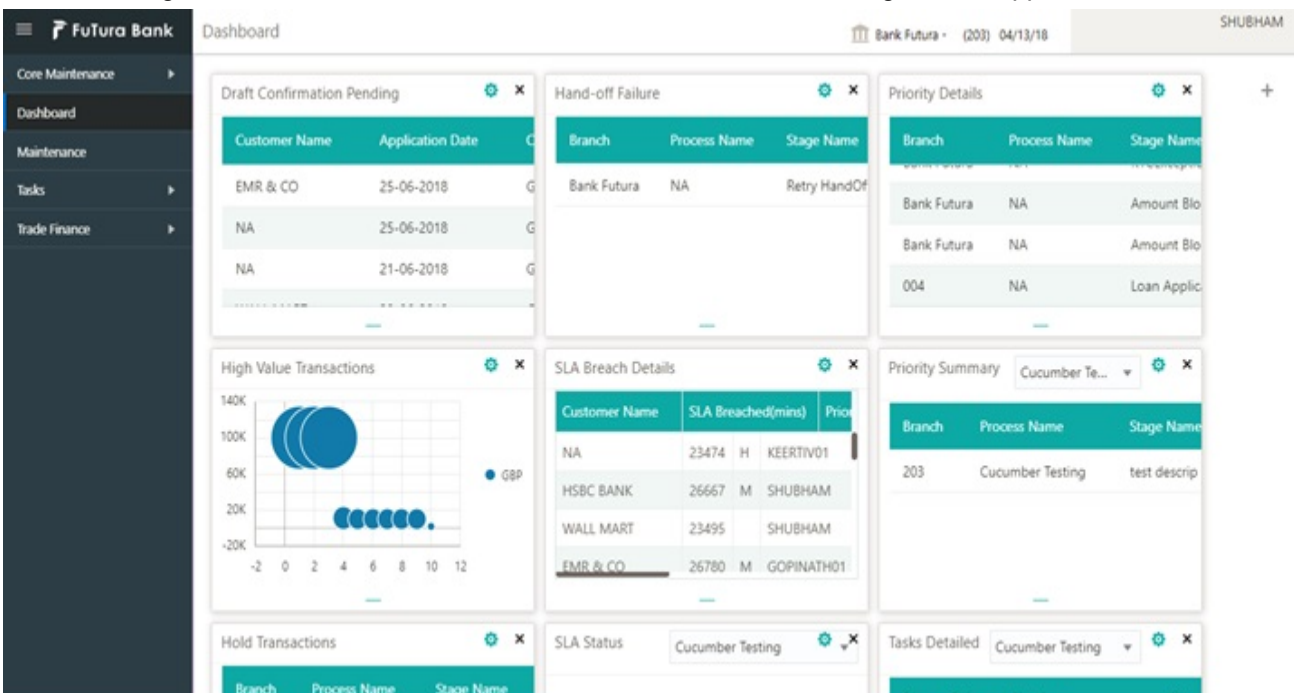 FuTura Bank
Dashboard
Bank Futura - (203) 04/13/18
SHUBHAM
Core Maintenance
Dashboard
Maintenance
Tasks
Trade Finance
Draft Confirmation Pending
Customer Name Application Date
EMR & CO 25-06-2018 G
NA 25-06-2018 G
NA 21-06-2018 G
Hand-off Failure
Branch Process Name Stage Name
Bank Futura NA Retry HandOf
Priority Details
Branch Process Name Stage Name
Bank Futura NA Amount Blo
Bank Futura NA Amount Blo
004 NA Loan Applic
High Value Transactions
140K
100K
60K
20K
-20K
-2 0 2 4 6 8 10 12
GBP
SLA Breach Details
Customer Name SLA Breached(mins) Prior
NA 23474 H KEERTIV01
HSBC BANK 26667 M SHUBHAM
WALL MART 23495 SHUBHAM
EMR & CO 26780 M GOPINATH01
Priority Summary Cucumber Te...
Branch Process Name Stage Name
203 Cucumber Testing test descrip
Hold Transactions
Branch Process Name Stage Name
SLA Status Cucumber Testing
Tasks Detailed Cucumber Testing